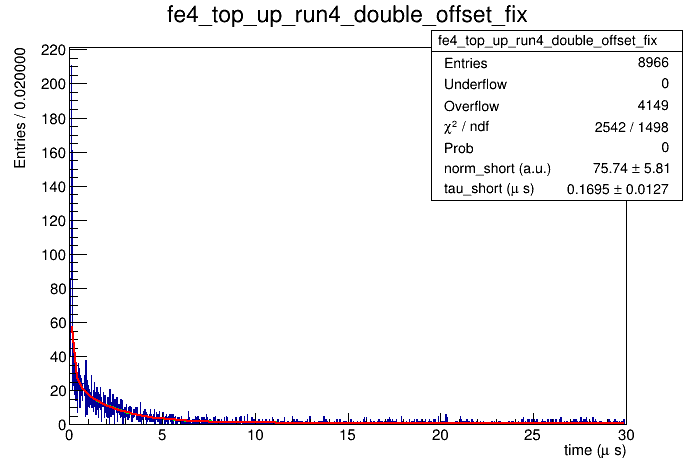 fe4_top_up_run4_double_offset_fix
fe4_top_up_run4_double_offset_fix
Entries 8966
Underflow 0
Overflow 4149
χ² / ndf 2542 / 1498
Prob 0
norm_short (a.u.) 75.74 ± 5.81
tau_short (μ s) 0.1695 ± 0.0127
Entries / 0.020000
220
200
180
160
140
120
100
80
60
40
20
0
0 5 10 15 20 25 30
time (μ s)